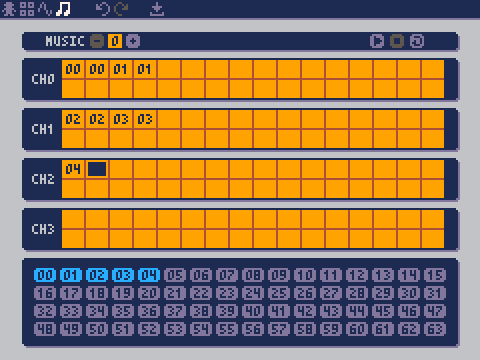 MUSIC - 0 +
CH0 00 00 01 01
CH1 02 02 03 03
CH2 04
CH3
00 01 02 03 04 05 06 07 08 09 10 11 12 13 14 15
16 17 18 19 20 21 22 23 24 25 26 27 28 29 30 31
32 33 34 35 36 37 38 39 40 41 42 43 44 45 46 47
48 49 50 51 52 53 54 55 56 57 58 59 60 61 62 63